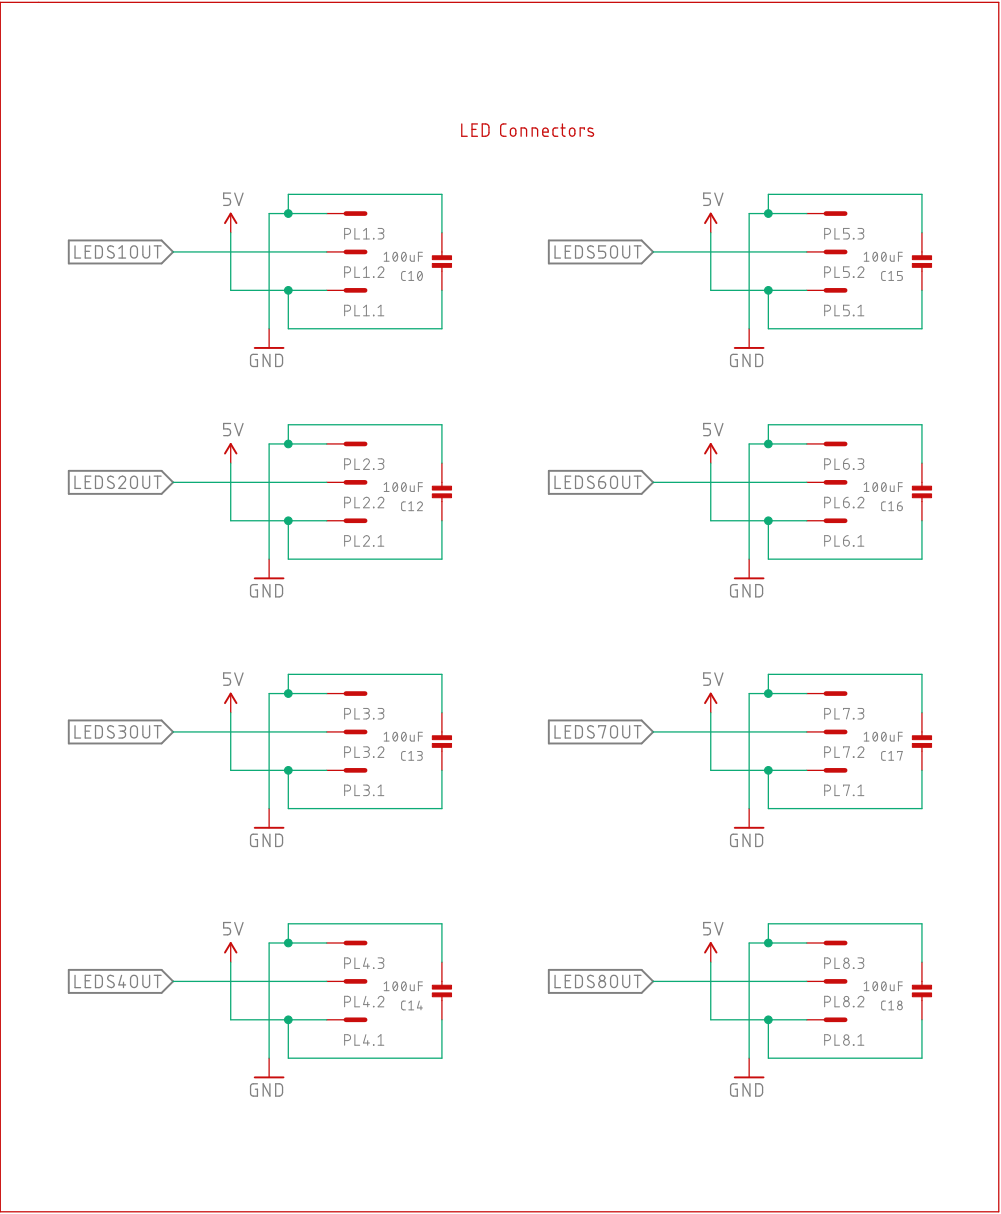 LED Connectors
5V
PL1.3
LEDS1OUT
100uF
PL1.2
C10
PL1.1
GND
5V
PL5.3
LEDS5OUT
100uF
PL5.2
C15
PL5.1
GND
5V
PL2.3
LEDS2OUT
100uF
PL2.2
C12
PL2.1
GND
5V
PL6.3
LEDS6OUT
100uF
PL6.2
C16
PL6.1
GND
5V
PL3.3
LEDS3OUT
100uF
PL3.2
C13
PL3.1
GND
5V
PL7.3
LEDS7OUT
100uF
PL7.2
C17
PL7.1
GND
5V
PL4.3
LEDS4OUT
100uF
PL4.2
C14
PL4.1
GND
5V
PL8.3
LEDS8OUT
100uF
PL8.2
C18
PL8.1
GND